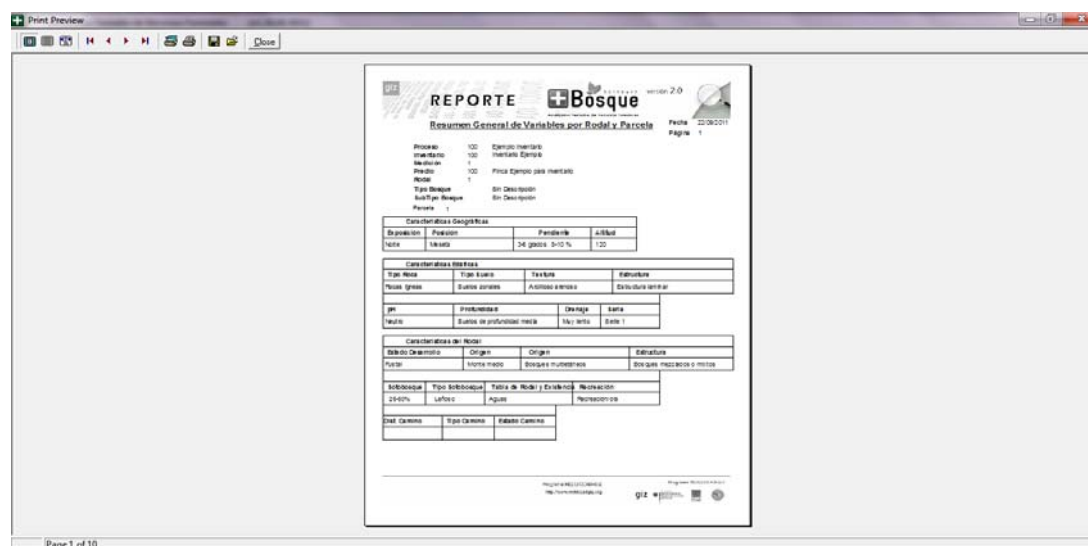 Print Preview
Close
giz
REPORTE
Bosque
versión 2.0
Resumen General de Variables por Rodal y Parcela
Fecha 22/09/2011
Página 1
Proceso 100 Ejemplo Inventario
Inventario 100 Inventario Ejemplo
Medición 1
Predio 100 Finca Ejemplo para Inventario
Rodal 1
Tipo Bosque Sin Descripción
SubTipo Bosque Sin Descripción
Parcela 1
Características Geográficas
Exposición Posición Pendiente Altitud
Norte Meseta 3-6 grados 5-10 % 120
Características Edáficas
Tipo Roca Tipo Suelo Textura Estructura
Rocas ígneas Suelos zonales Arcilloso arenoso Estructura laminar
pH Profundidad Drenaje Serie
Neutro Suelos de profundidad media Muy lento Serie 1
Características del Rodal
Estado Desarrollo Origen Origen Estructura
Fustal Monte medio Bosques multietáneos Bosques mezclados o mixtos
Sotobosque Tipo Sotobosque Tabla de Rodal y Existencia Recreación
Leñoso Aguas
Dist. Camino Tipo Camino Estado Camino
giz
Page 1 of 10